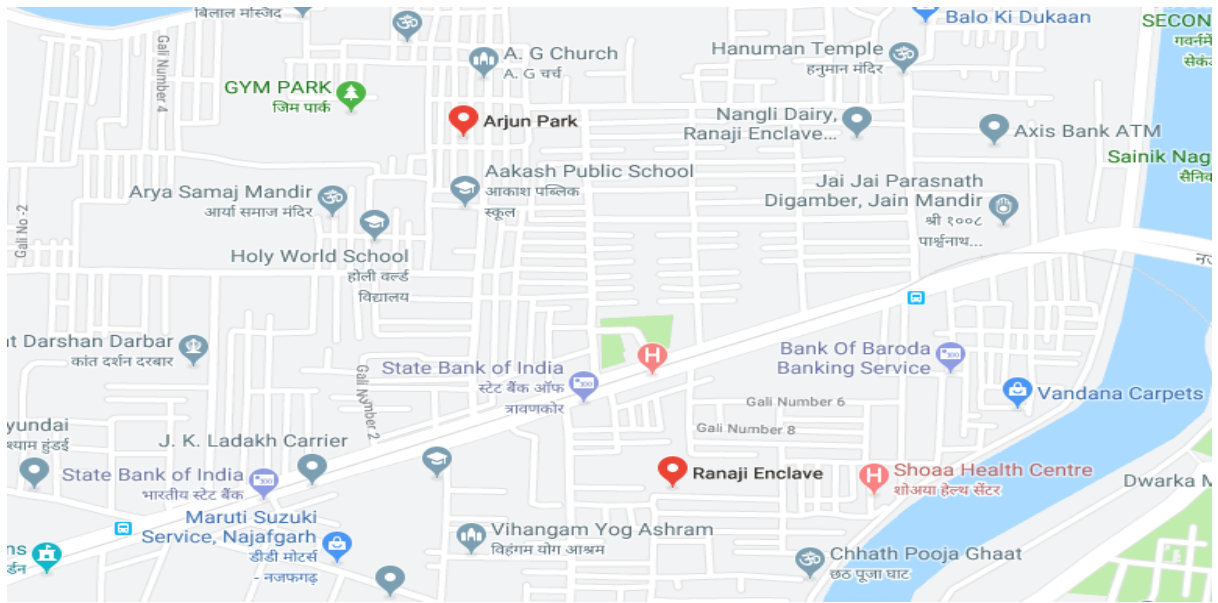 बिलाल मस्जिद
Balo Ki Dukaan
SECON
गवर्नमें
सेकंड
Gali Number 4
A. G Church
A. G चर्च
Hanuman Temple
हनुमान मंदिर
GYM PARK
जिम पार्क
Arjun Park
Nangli Dairy,
Ranaji Enclave...
Axis Bank ATM
Sainik Nag
सैनिक
Aakash Public School
आकाश पब्लिक
स्कूल
Arya Samaj Mandir
आर्या समाज मंदिर
Jai Jai Parasnath
Digamber, Jain Mandir
श्री १००८
पार्श्वनाथ...
Gali No -2
Holy World School
होली वर्ल्ड
विद्यालय
नज
t Darshan Darbar
कांत दर्शन दरबार
State Bank of India
स्टेट बैंक ऑफ
त्रावणकोर
Bank Of Baroda
Banking Service
Vandana Carpets
Gali Number 2
Gali Number 6
Gali Number 8
yundai
श्याम हुंडई
J. K. Ladakh Carrier
State Bank of India
भारतीय स्टेट बैंक
Ranaji Enclave
Shoaa Health Centre
शोअया हेल्थ सेंटर
Dwarka M
Maruti Suzuki
Service, Najafgarh
डीडी मोटर्स
- नजफगढ़
Vihangam Yog Ashram
विहंगम योग आश्रम
ns
र्डन
Chhath Pooja Ghaat
छठ पूजा घाट